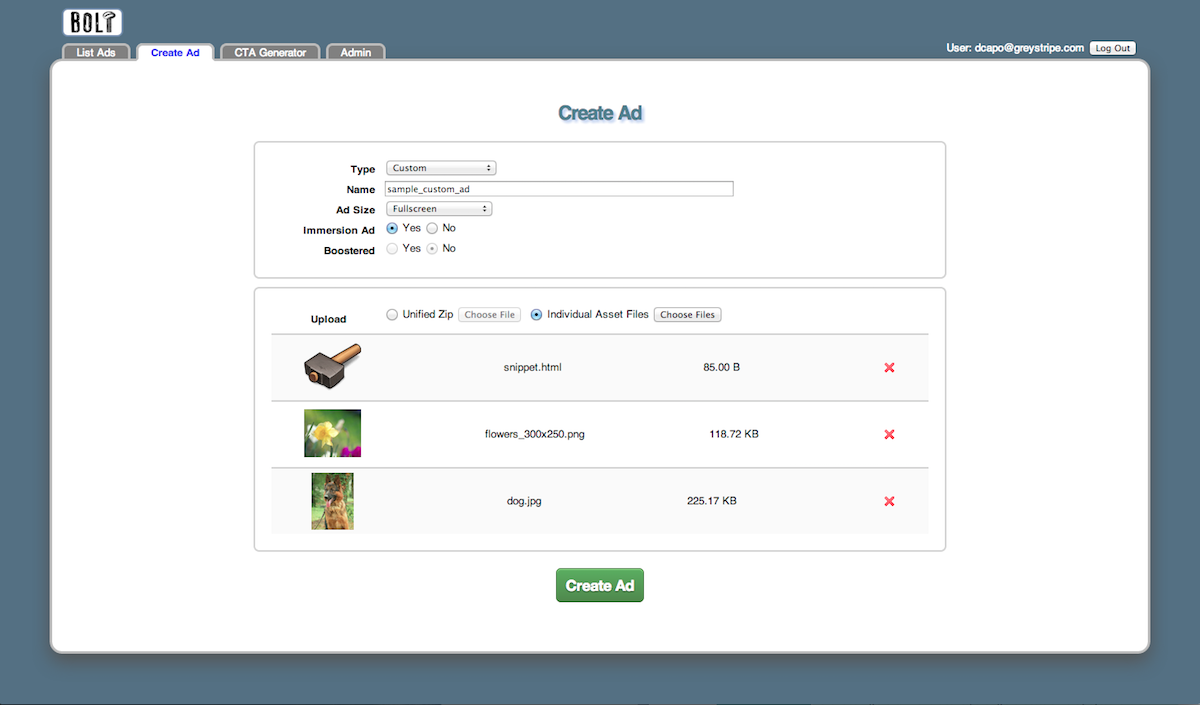 BOLT
List Ads Create Ad CTA Generator Admin User: dcapo@greystripe.com Log Out
Create Ad
Type Custom
Name sample_custom_ad
Ad Size Fullscreen
Immersion Ad Yes No
Boostered Yes No
Upload Unified Zip Choose File Individual Asset Files Choose Files
snippet.html 85.00 B
flowers_300x250.png 118.72 KB
dog.jpg 225.17 KB
Create Ad